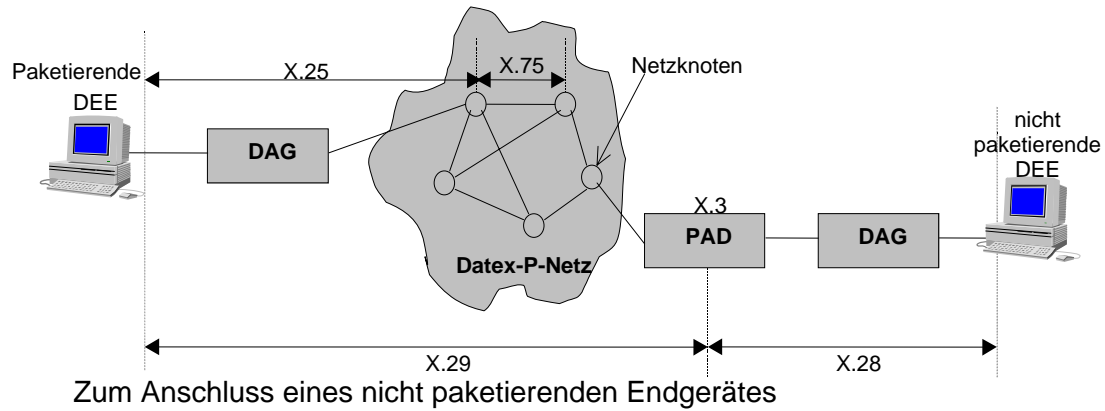 Paketierende
DEE
X.25
X.75
Netzknoten
nicht
paketierende
DEE
DAG
X.3
PAD
DAG
Datex-P-Netz
X.29
X.28
Zum Anschluss eines nicht paketierenden Endgerätes